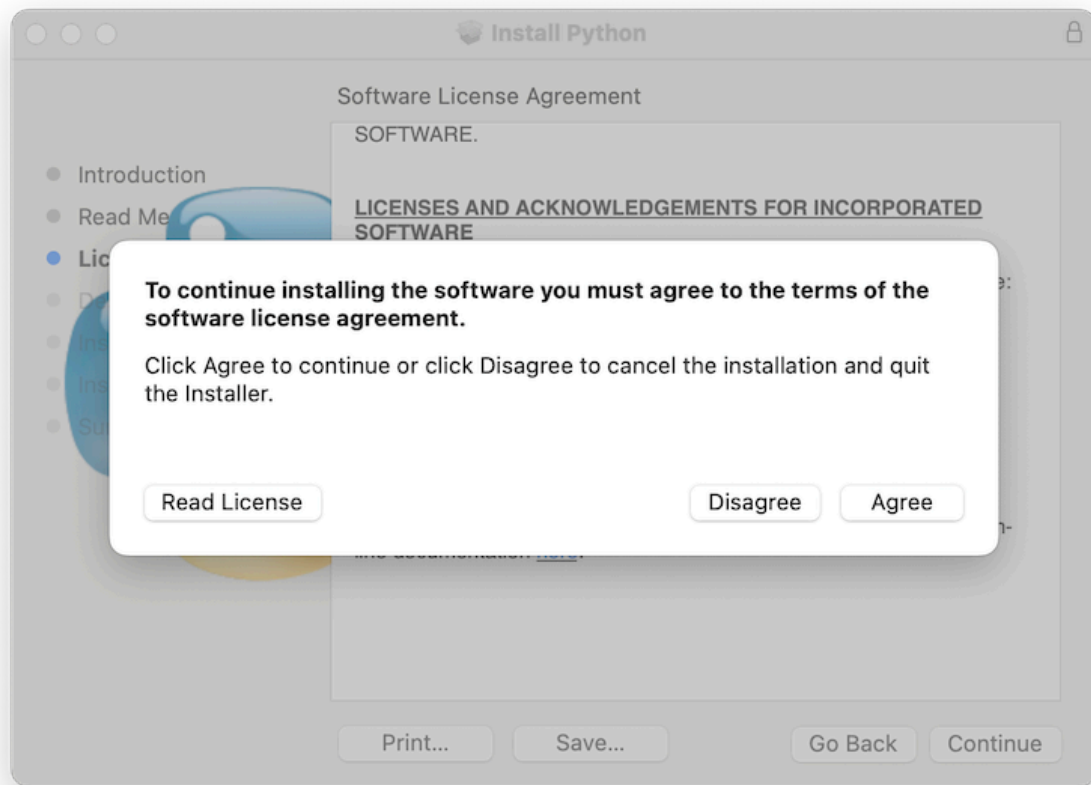 Install Python
Software License Agreement
SOFTWARE.
Introduction
Read Me
LICENSES AND ACKNOWLEDGEMENTS FOR INCORPORATED
SOFTWARE
To continue installing the software you must agree to the terms of the
software license agreement.
Click Agree to continue or click Disagree to cancel the installation and quit
the Installer.
Read License
Disagree
Agree
here.
Print...
Save...
Go Back
Continue